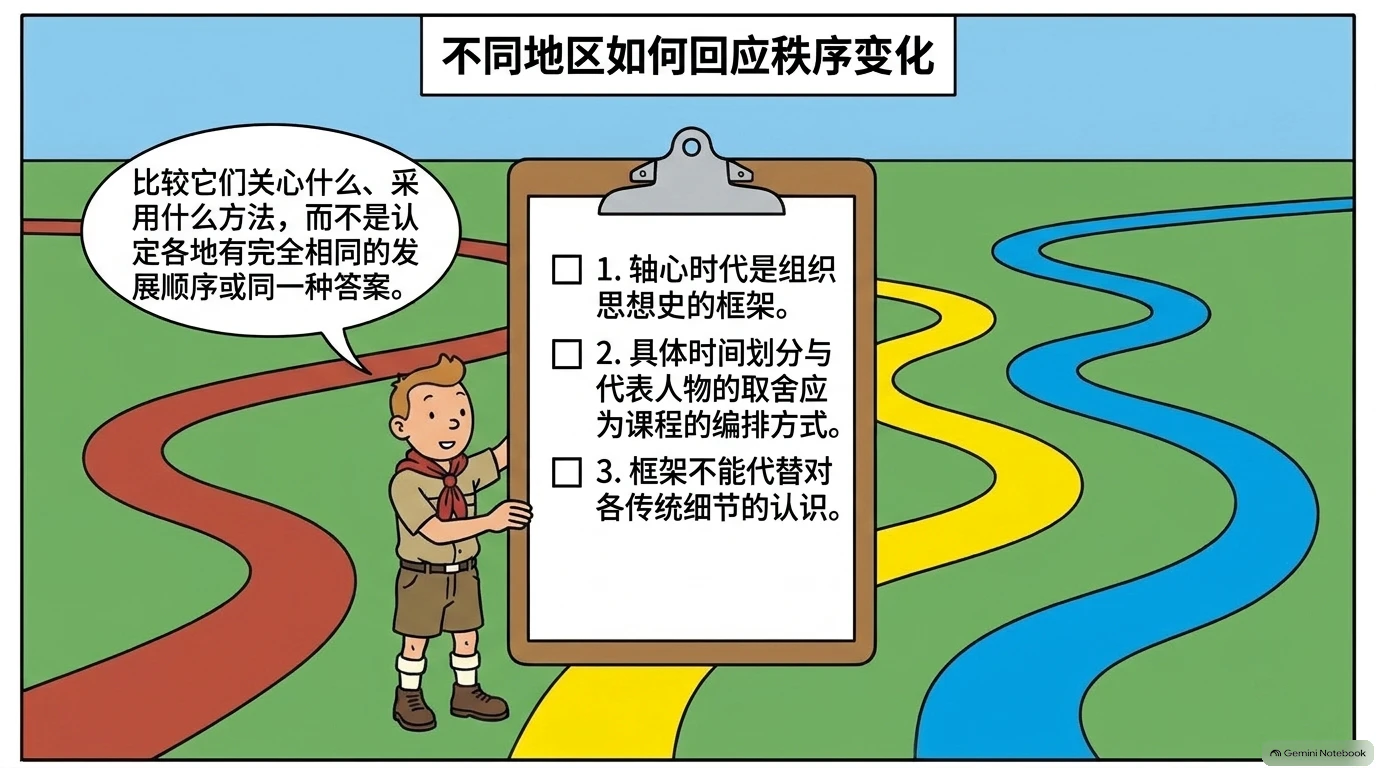 不同地区如何回应秩序变化
比较它们关心什么、采
用什么方法，而不是认
定各地有完全相同的发
展顺序或同一种答案。
1. 轴心时代是组织
思想史的框架。
2. 具体时间划分与
代表人物的取舍应
为课程的编排方式。
3. 框架不能代替对
各传统细节的认识。
Gemini Notebook